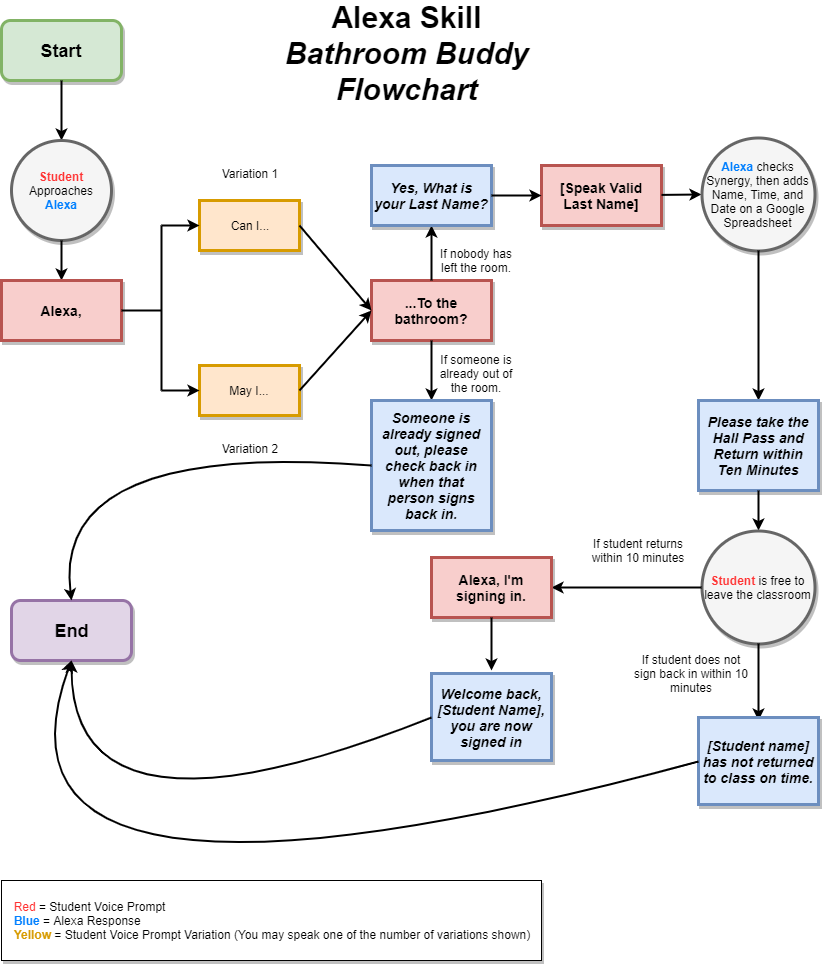 Alexa Skill
Bathroom Buddy
Flowchart
Start
Student
Approaches
Alexa
Alexa,
Variation 1
Can I...
May I...
Variation 2
...To the
bathroom?
If nobody has
left the room.
Yes, What is
your Last Name?
[Speak Valid
Last Name]
Alexa checks
Synergy, then adds
Name, Time, and
Date on a Google
Spreadsheet
If someone is
already out of
the room.
Someone is
already signed
out, please
check back in
when that
person signs
back in.
Please take the
Hall Pass and
Return within
Ten Minutes
Student is free to
leave the classroom
If student returns
within 10 minutes
Alexa, I'm
signing in.
Welcome back,
[Student Name],
you are now
signed in
If student does not
sign back in within 10
minutes
[Student name]
has not returned
to class on time.
End
Red = Student Voice Prompt
Blue = Alexa Response
Yellow = Student Voice Prompt Variation (You may speak one of the number of variations shown)